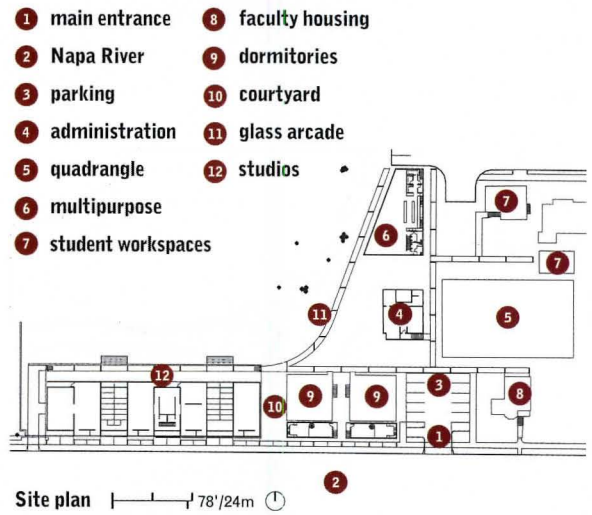 1 main entrance
2 Napa River
3 parking
4 administration
5 quadrangle
6 multipurpose
7 student workspaces
8 faculty housing
9 dormitories
10 courtyard
11 glass arcade
12 studios
7
6
7
11
4
5
12
3
9
9
8
10
1
2
Site plan 78'/24m